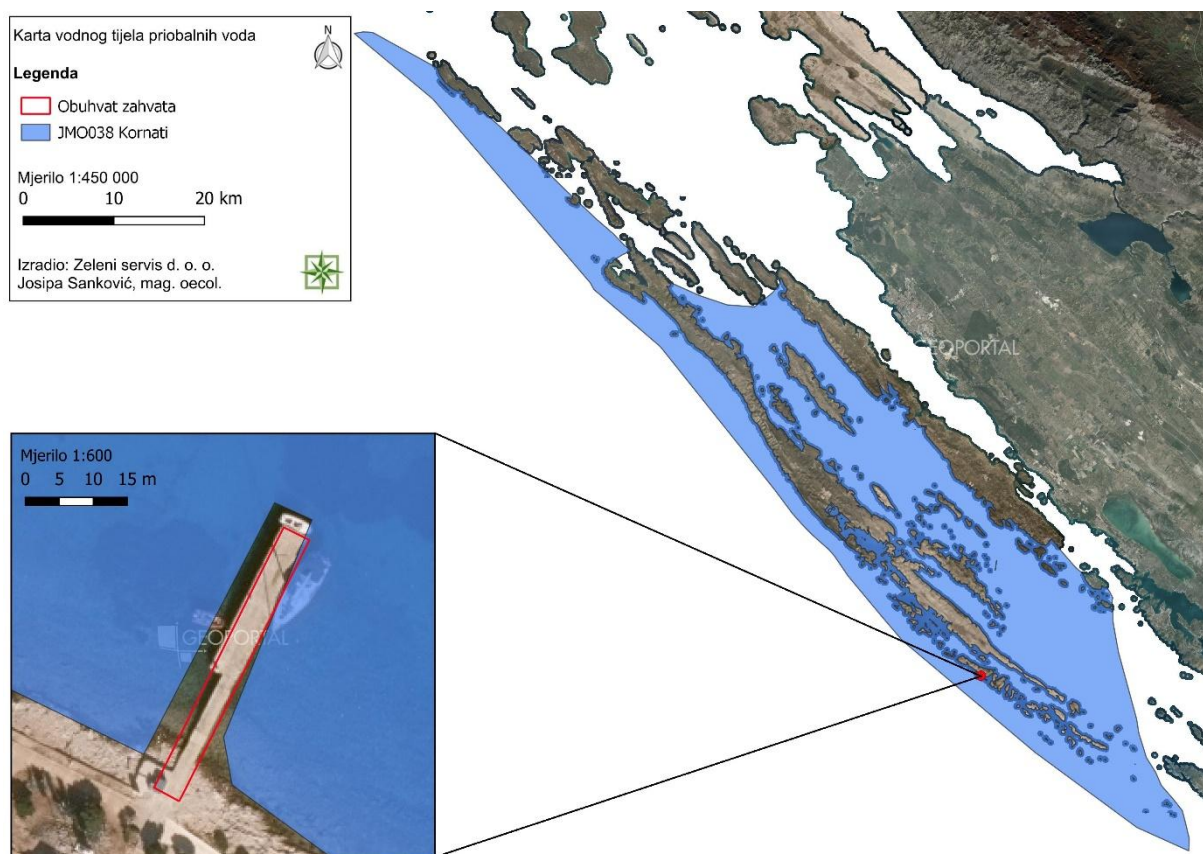 Karta vodnog tijela priobalnih voda
N
Legenda
Obuhvat zahvata
JMO038 Kornati
Mjerilo 1:450 000
0 10 20 km
Izradio: Zeleni servis d. o. o.
Josipa Sanković, mag. oecol.
GEOPORTAL
Mjerilo 1:600
0 5 10 15 m
GEOPORTAL